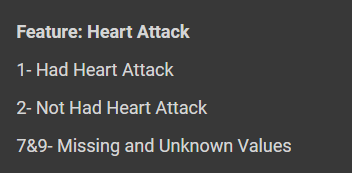 Feature: Heart Attack
1- Had Heart Attack
2- Not Had Heart Attack
7&9- Missing and Unknown Values